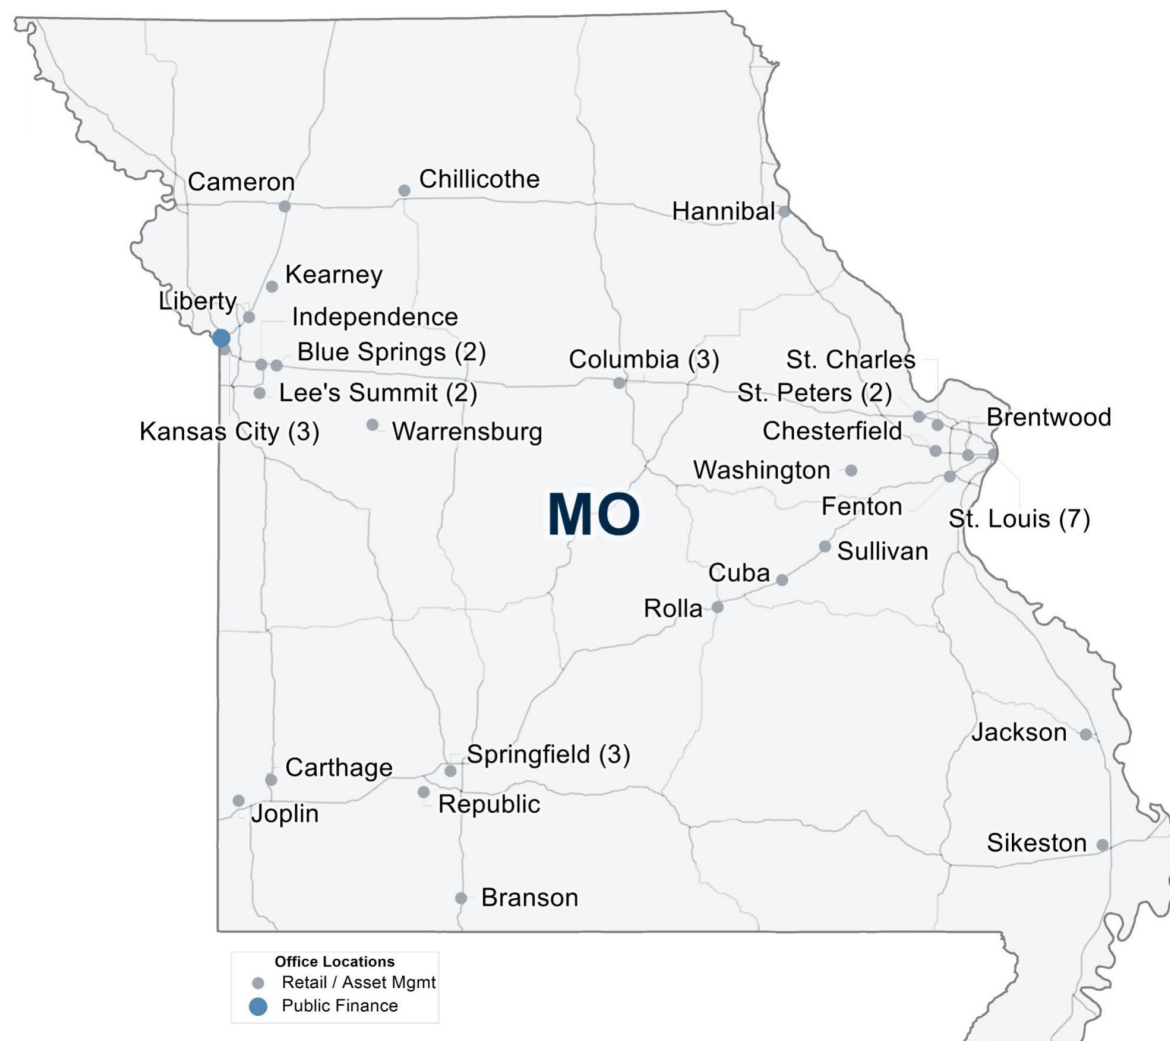 Cameron
Chillicothe
Hannibal
Kearney
Liberty
Independence
Blue Springs (2)
Columbia (3)
St. Charles
Lee's Summit (2)
St. Peters (2)
Brentwood
Kansas City (3)
Warrensburg
Chesterfield
Washington
MO
Fenton
St. Louis (7)
Sullivan
Cuba
Rolla
Jackson
Springfield (3)
Carthage
Republic
Joplin
Sikeston
Branson
Office Locations
Retail / Asset Mgmt
Public Finance